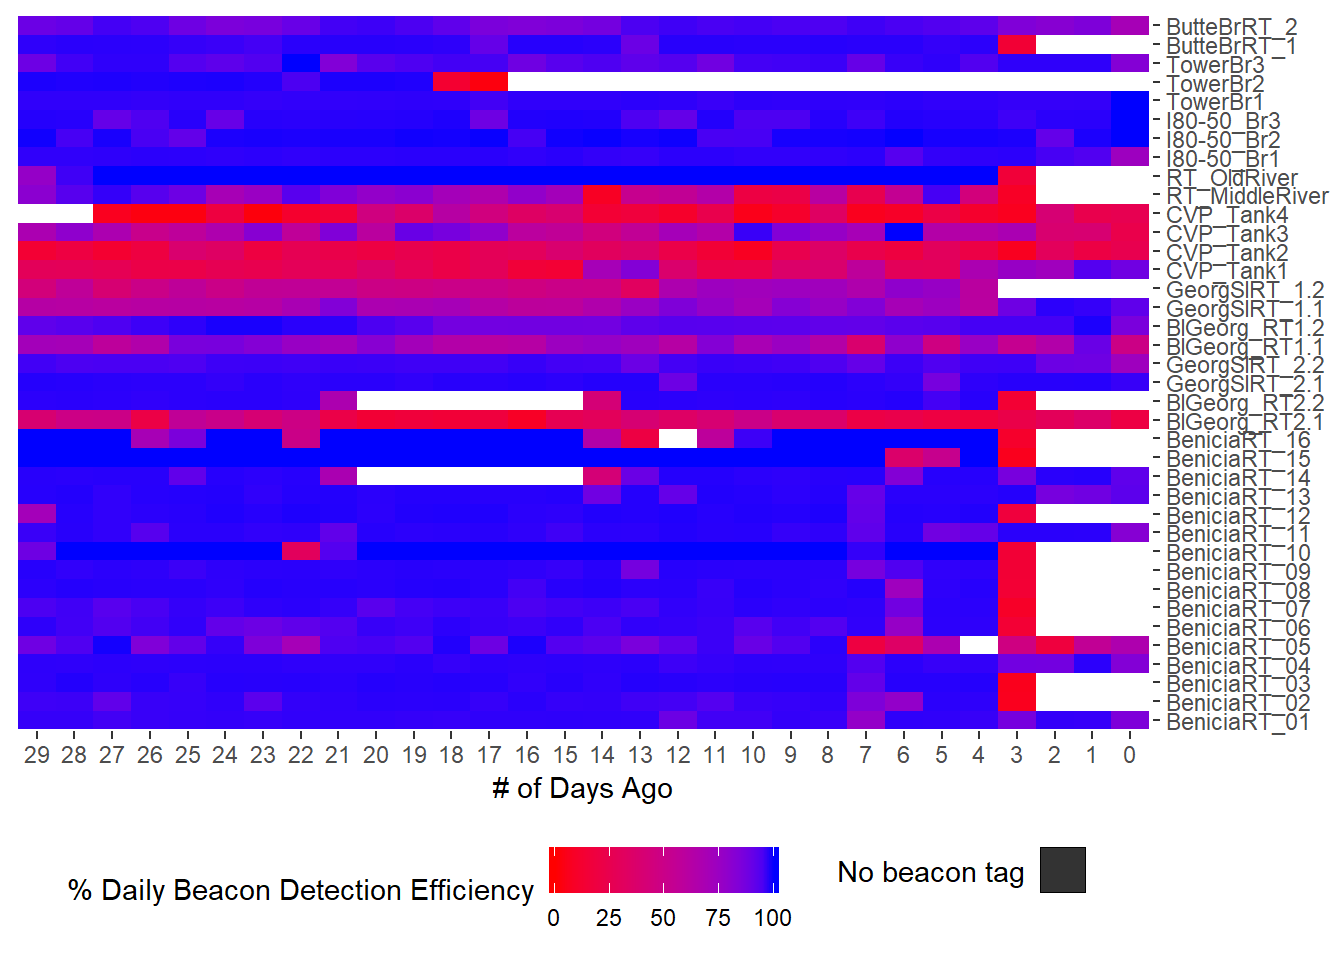 ButteBrRT_2
ButteBrRT_1
TowerBr3
TowerBr2
TowerBr1
I80-50_Br3
I80-50_Br2
I80-50_Br1
RT_OldRiver
RT_MiddleRiver
CVP_Tank4
CVP_Tank3
CVP_Tank2
CVP_Tank1
GeorgSlRT_1.2
GeorgSlRT_1.1
BlGeorg_RT1.2
BlGeorg_RT1.1
GeorgSlRT_2.2
GeorgSlRT_2.1
BlGeorg_RT2.2
BlGeorg_RT2.1
BeniciaRT_16
BeniciaRT_15
BeniciaRT_14
BeniciaRT_13
BeniciaRT_12
BeniciaRT_11
BeniciaRT_10
BeniciaRT_09
BeniciaRT_08
BeniciaRT_07
BeniciaRT_06
BeniciaRT_05
BeniciaRT_04
BeniciaRT_03
BeniciaRT_02
BeniciaRT_01
29 28 27 26 25 24 23 22 21 20 19 18 17 16 15 14 13 12 11 10 9 8 7 6 5 4 3 2 1 0
# of Days Ago
% Daily Beacon Detection Efficiency
0 25 50 75 100
No beacon tag